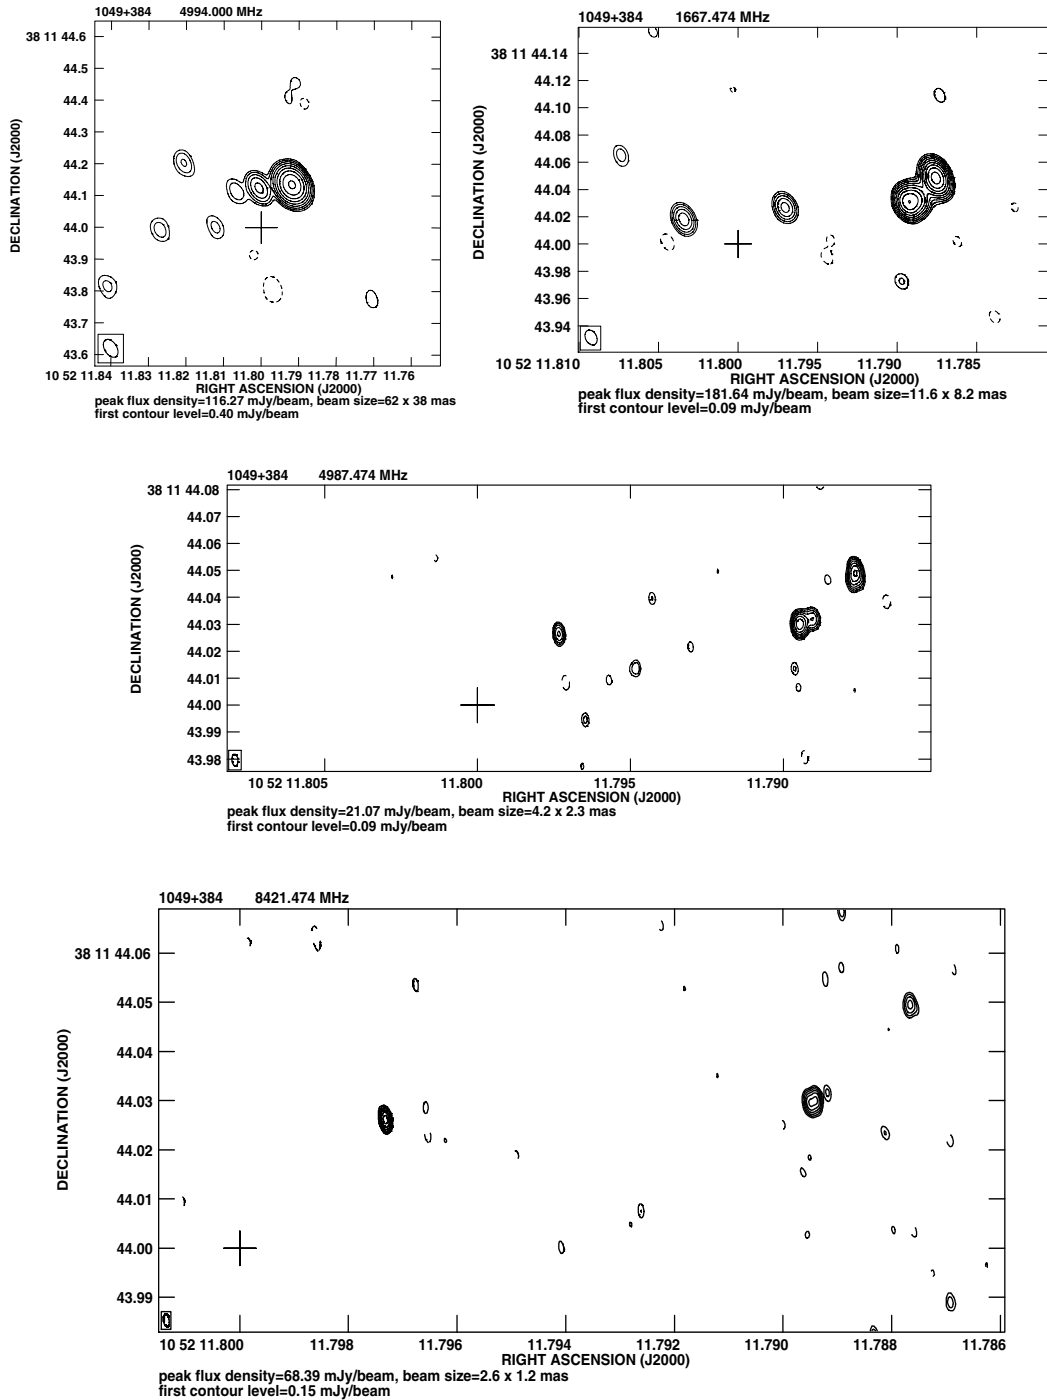 1049+384 4994.000 MHz
DECLINATION (J2000)
38 11 44.6
44.5
44.4
44.3
44.2
44.1
44.0
43.9
43.8
43.7
43.6
10 52 11.84 11.83 11.82 11.81 11.80 11.79 11.78 11.77 11.76
RIGHT ASCENSION (J2000)
peak flux density=116.27 mJy/beam, beam size=62 x 38 mas
first contour level=0.40 mJy/beam
1049+384 1667.474 MHz
DECLINATION (J2000)
38 11 44.14
44.12
44.10
44.08
44.06
44.04
44.02
44.00
43.98
43.96
43.94
10 52 11.810 11.805 11.800 11.795 11.790 11.785
RIGHT ASCENSION (J2000)
peak flux density=181.64 mJy/beam, beam size=11.6 x 8.2 mas
first contour level=0.09 mJy/beam
1049+384 4987.474 MHz
DECLINATION (J2000)
38 11 44.08
44.07
44.06
44.05
44.04
44.03
44.02
44.01
44.00
43.99
43.98
10 52 11.805 11.800 11.795 11.790
RIGHT ASCENSION (J2000)
peak flux density=21.07 mJy/beam, beam size=4.2 x 2.3 mas
first contour level=0.09 mJy/beam
1049+384 8421.474 MHz
DECLINATION (J2000)
38 11 44.06
44.05
44.04
44.03
44.02
44.01
44.00
43.99
10 52 11.800 11.798 11.796 11.794 11.792 11.790 11.788 11.786
RIGHT ASCENSION (J2000)
peak flux density=68.39 mJy/beam, beam size=2.6 x 1.2 mas
first contour level=0.15 mJy/beam